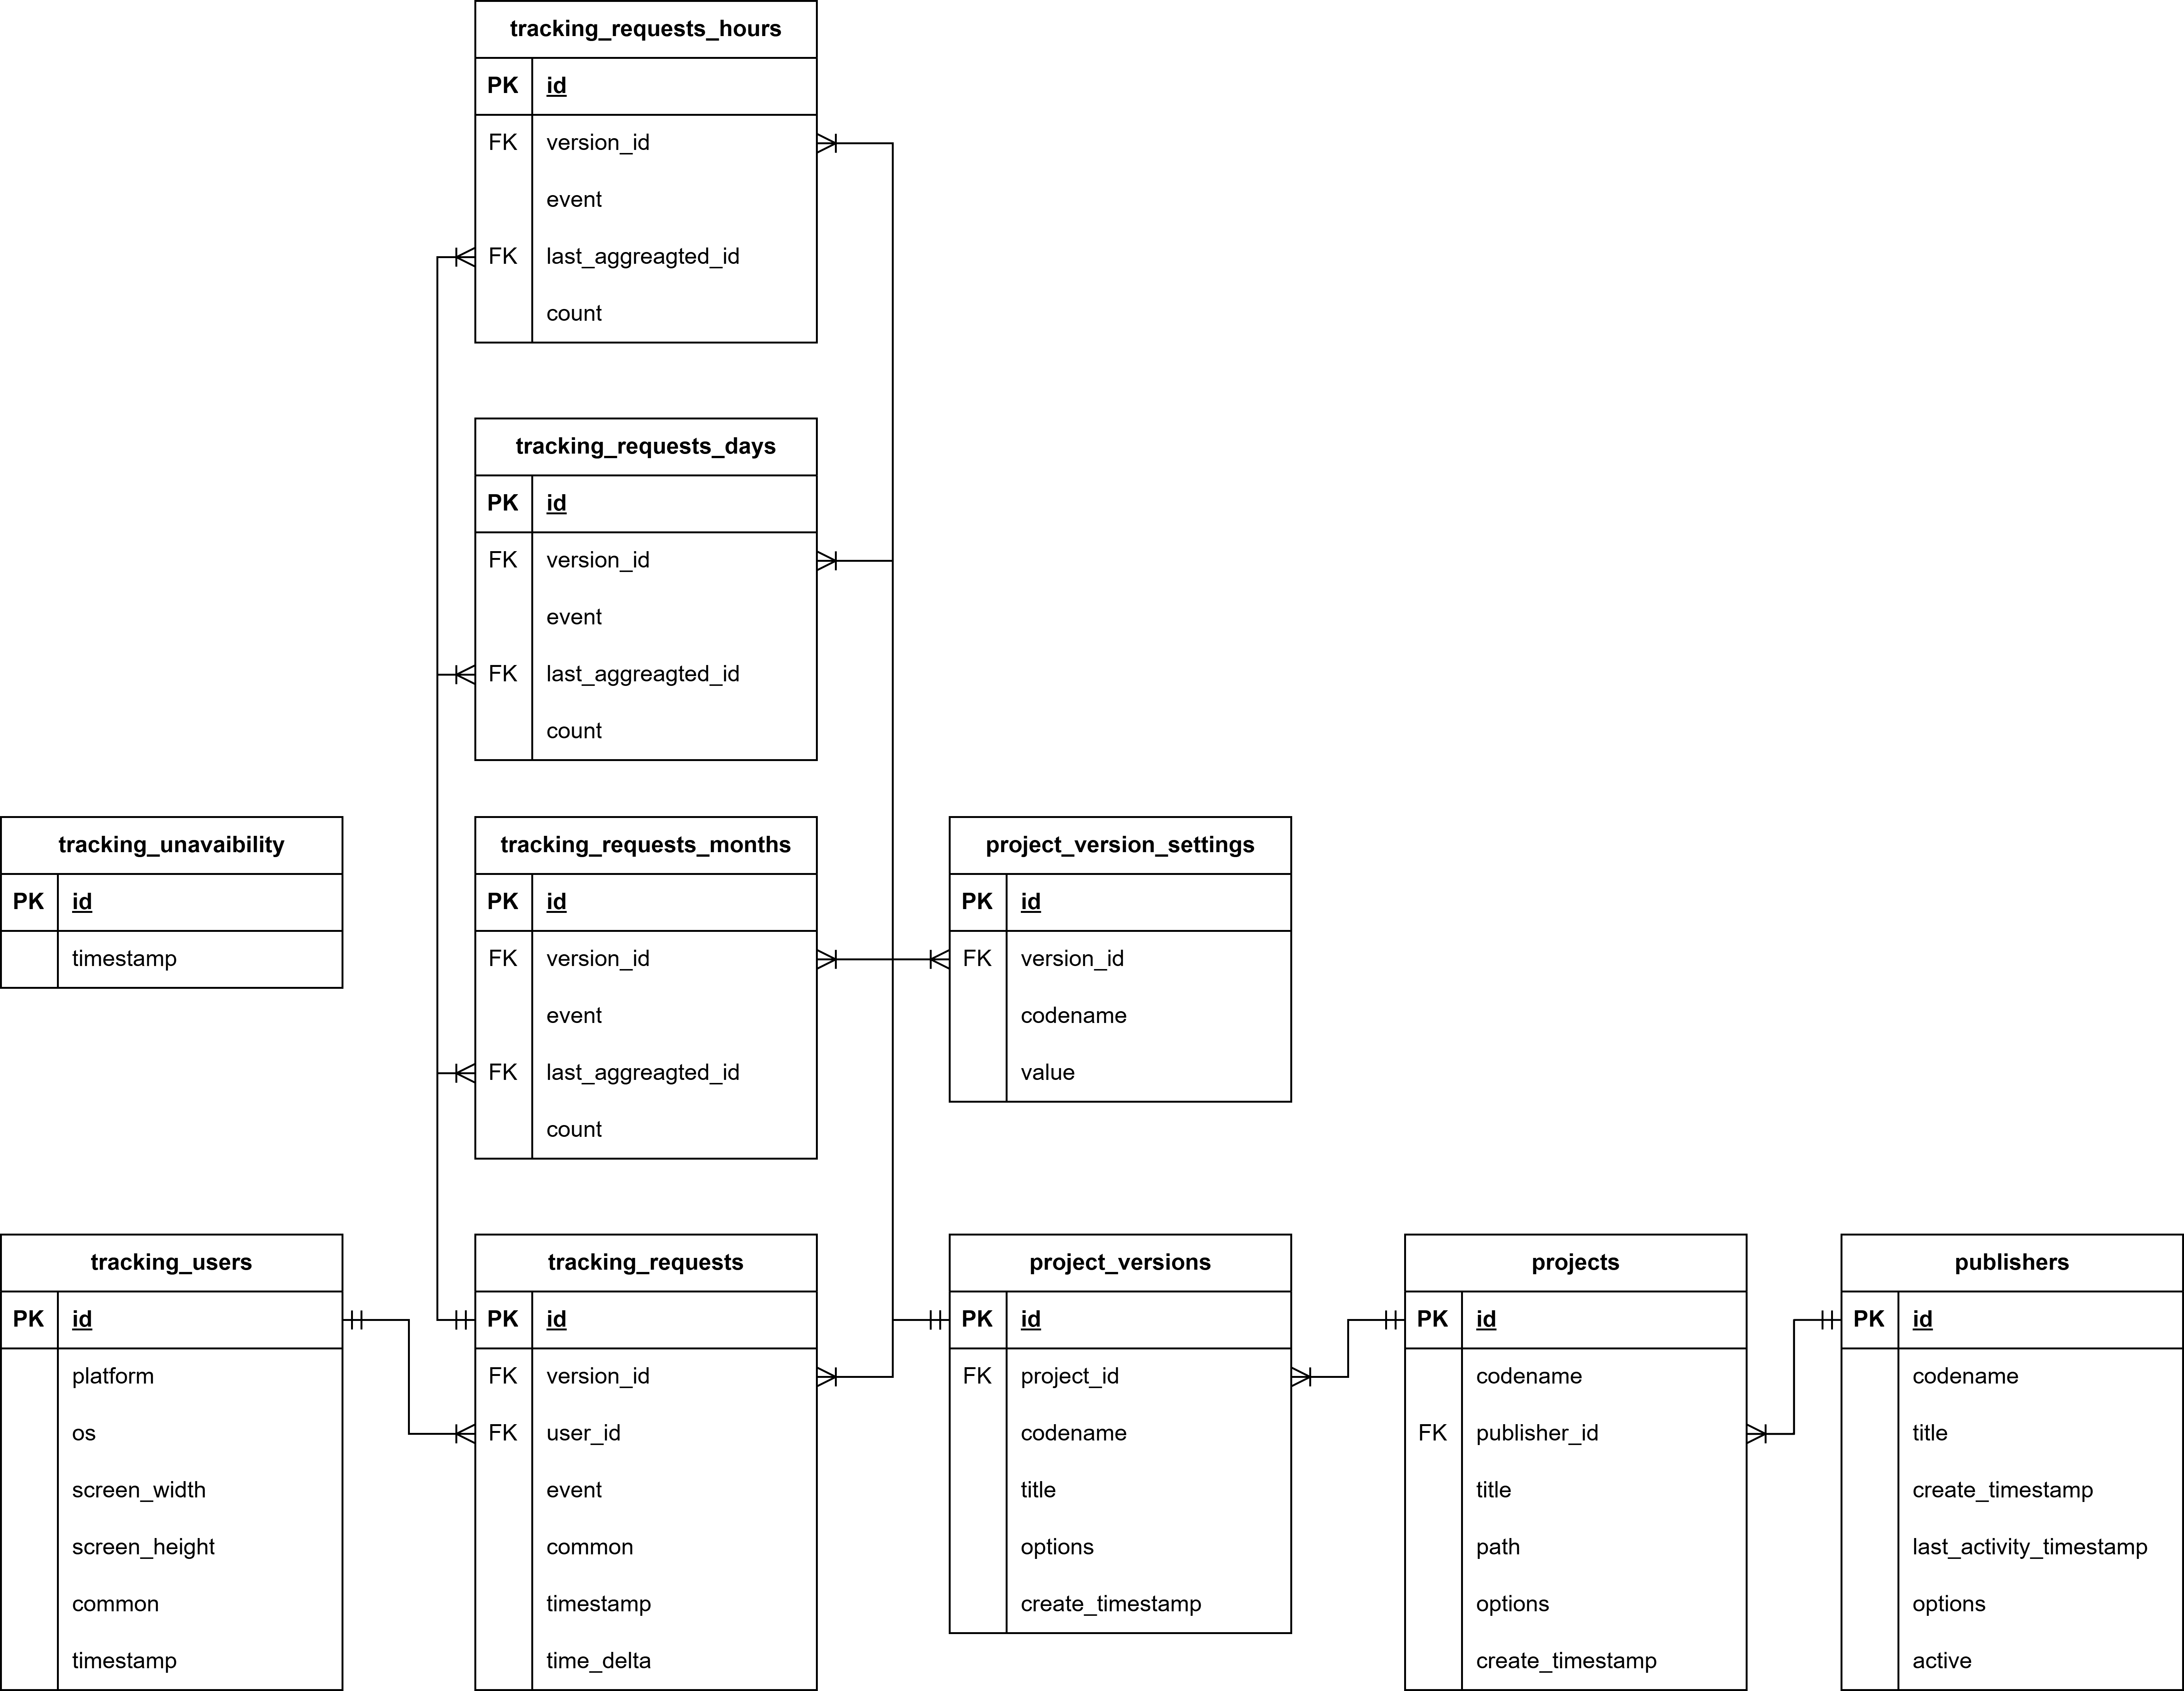 tracking_requests_hours
PK id
FK version_id
event
FK last_aggreagted_id
count
tracking_requests_days
PK id
FK version_id
event
FK last_aggreagted_id
count
tracking_unavaibility
PK id
timestamp
tracking_requests_months
PK id
FK version_id
event
FK last_aggreagted_id
count
project_version_settings
PK id
FK version_id
codename
value
tracking_users
PK id
platform
os
screen_width
screen_height
common
timestamp
tracking_requests
PK id
FK version_id
FK user_id
event
common
timestamp
time_delta
project_versions
PK id
FK project_id
codename
title
options
create_timestamp
projects
PK id
codename
FK publisher_id
title
path
options
create_timestamp
publishers
PK id
codename
title
create_timestamp
last_activity_timestamp
options
active